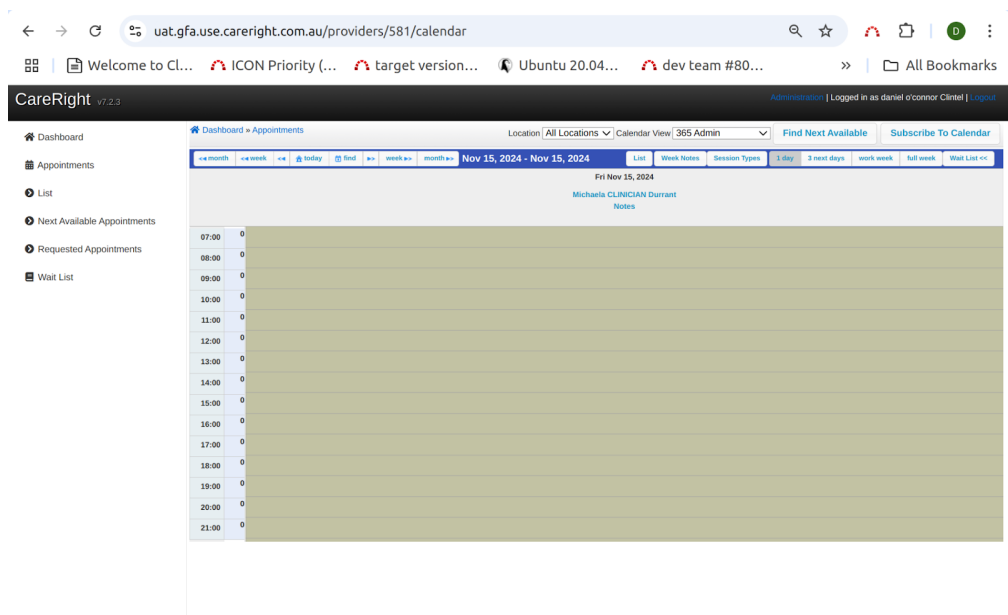 uat.gfa.use.careright.com.au/providers/581/calendar
D
Welcome to Cl... ICON Priority (... target version... Ubuntu 20.04... dev team #80... » All Bookmarks
CareRight v7.2.3
Administration | Logged in as daniel o'connor Clintel | Logout
Dashboard
Appointments
List
Next Available Appointments
Requested Appointments
Wait List
Dashboard » Appointments
Location All Locations Calendar View 365 Admin Find Next Available Subscribe To Calendar
<<month <<week << today find >> week>> month>> Nov 15, 2024 - Nov 15, 2024 List Week Notes Session Types 1 day 3 next days work week full week Wait List <<
Fri Nov 15, 2024
Michaela CLINICIAN Durrant
Notes
07:00 0
08:00 0
09:00 0
10:00 0
11:00 0
12:00 0
13:00 0
14:00 0
15:00 0
16:00 0
17:00 0
18:00 0
19:00 0
20:00 0
21:00 0